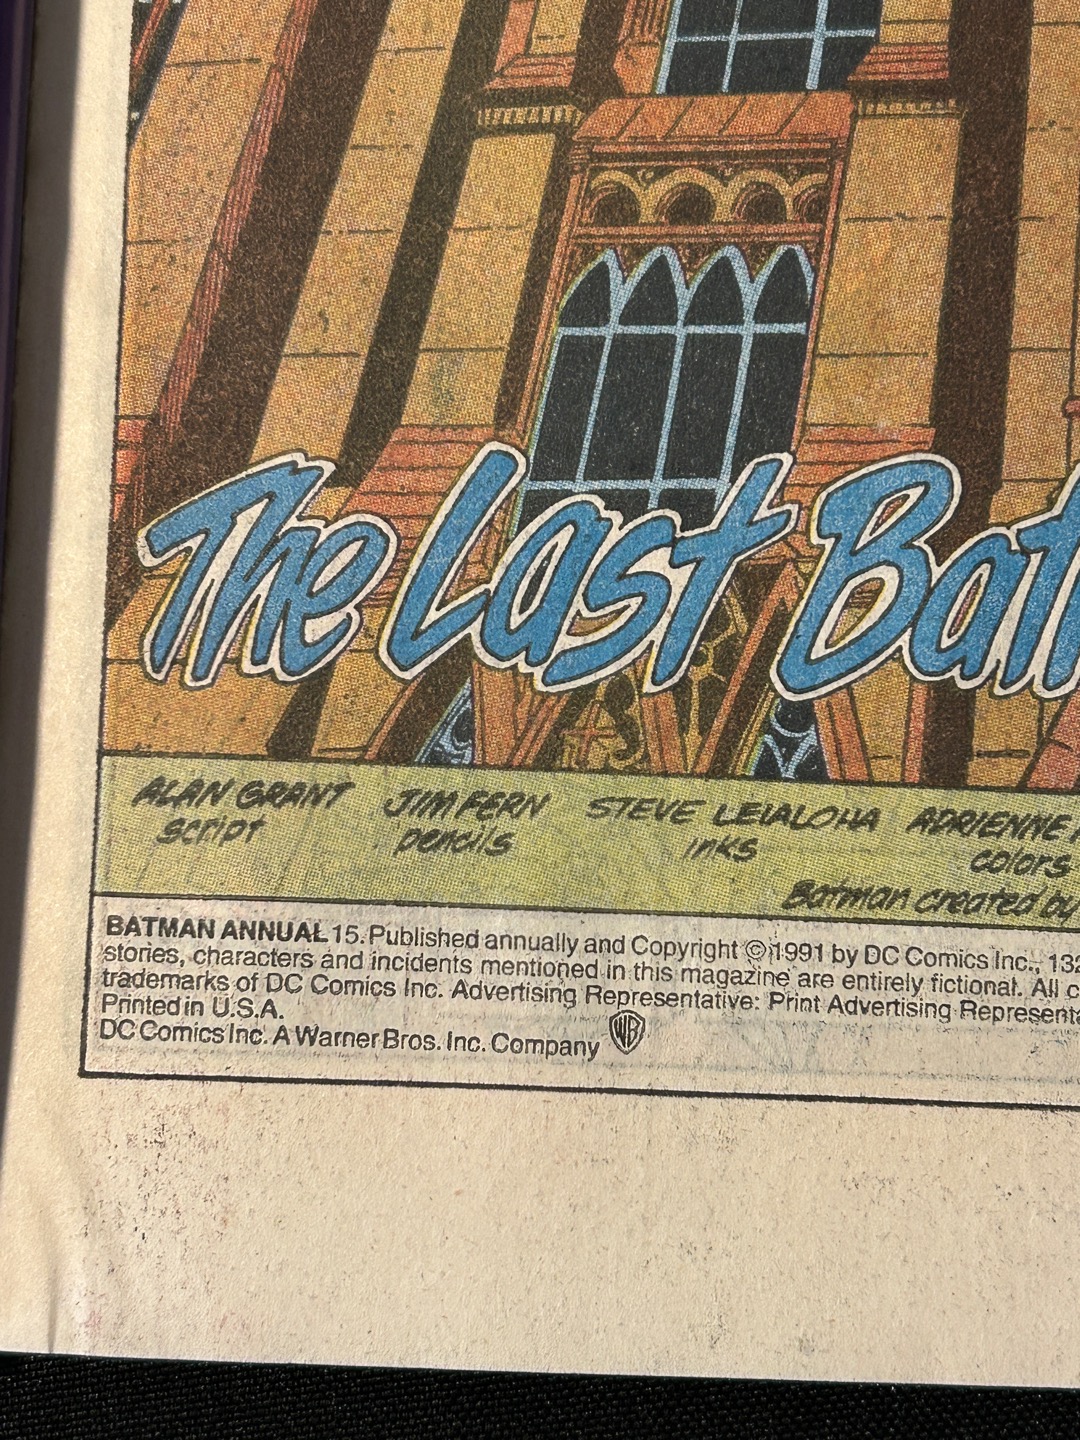 The Last Bat
ALAN GRANT JIM FERN STEVE LEIALOHA ADRIENNE
script pencils inks colors
Batman created by
BATMAN ANNUAL 15. Published annually and Copyright © 1991 by DC Comics Inc., 132
stories, characters and incidents mentioned in this magazine are entirely fictional. All c
trademarks of DC Comics Inc. Advertising Representative: Print Advertising Representa
Printed in U.S.A.
DC Comics Inc. A Warner Bros. Inc. Company WB